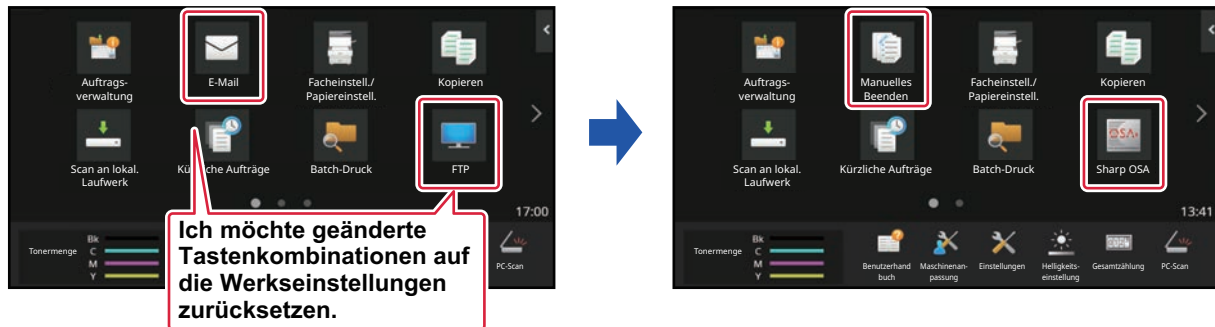 Auftrags-
verwaltung
E-Mail
Facheinstell./
Papiereinstell.
Kopieren
Scan an lokal.
Laufwerk
Kürzliche Aufträge
Batch-Druck
FTP
17:00
Tonermenge
Bk
C
M
Y
PC-Scan
Ich möchte geänderte
Tastenkombinationen auf
die Werkseinstellungen
zurücksetzen.
Auftrags-
verwaltung
Manuelles
Beenden
Facheinstell./
Papiereinstell.
Kopieren
Scan an lokal.
Laufwerk
Kürzliche Aufträge
Batch-Druck
OSA
Sharp OSA
13:41
Tonermenge
Bk
C
M
Y
Benutzerhand
buch
Maschinenan-
passung
Einstellungen
Helligkeits-
einstellung
Gesamtzählung
PC-Scan